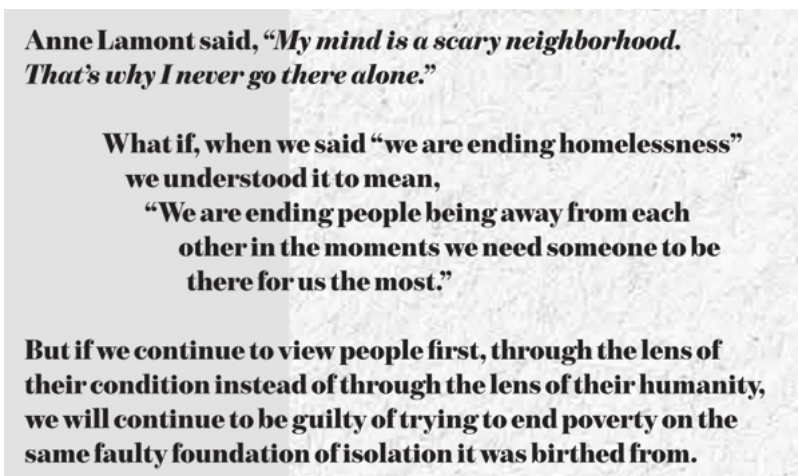 Anne Lamont said, “My mind is a scary neighborhood.
That’s why I never go there alone.”
What if, when we said “we are ending homelessness”
we understood it to mean,
“We are ending people being away from each
other in the moments we need someone to be
there for us the most.”
But if we continue to view people first, through the lens of
their condition instead of through the lens of their humanity,
we will continue to be guilty of trying to end poverty on the
same faulty foundation of isolation it was birthed from.